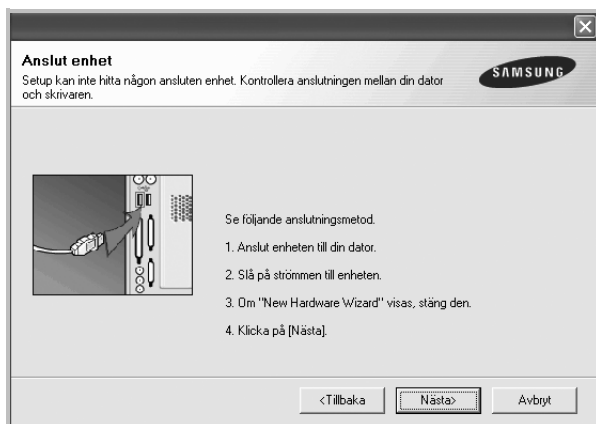 Anslut enhet
Setup kan inte hitta någon ansluten enhet. Kontrollera anslutningen mellan din dator
och skrivaren.
SAMSUNG
Se följande anslutningsmetod.
1. Anslut enheten till din dator.
2. Slå på strömmen till enheten.
3. Om "New Hardware Wizard" visas, stäng den.
4. Klicka på [Nästa].
<Tillbaka
Nästa>
Avbryt